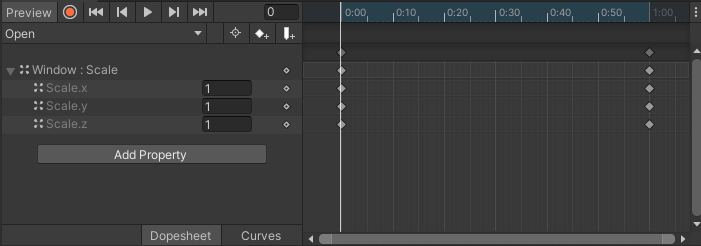 Preview 0 0:00 0:10 0:20 0:30 0:40 0:50 1:00
Open
Window : Scale
Scale.x 1
Scale.y 1
Scale.z 1
Add Property
Dopesheet Curves